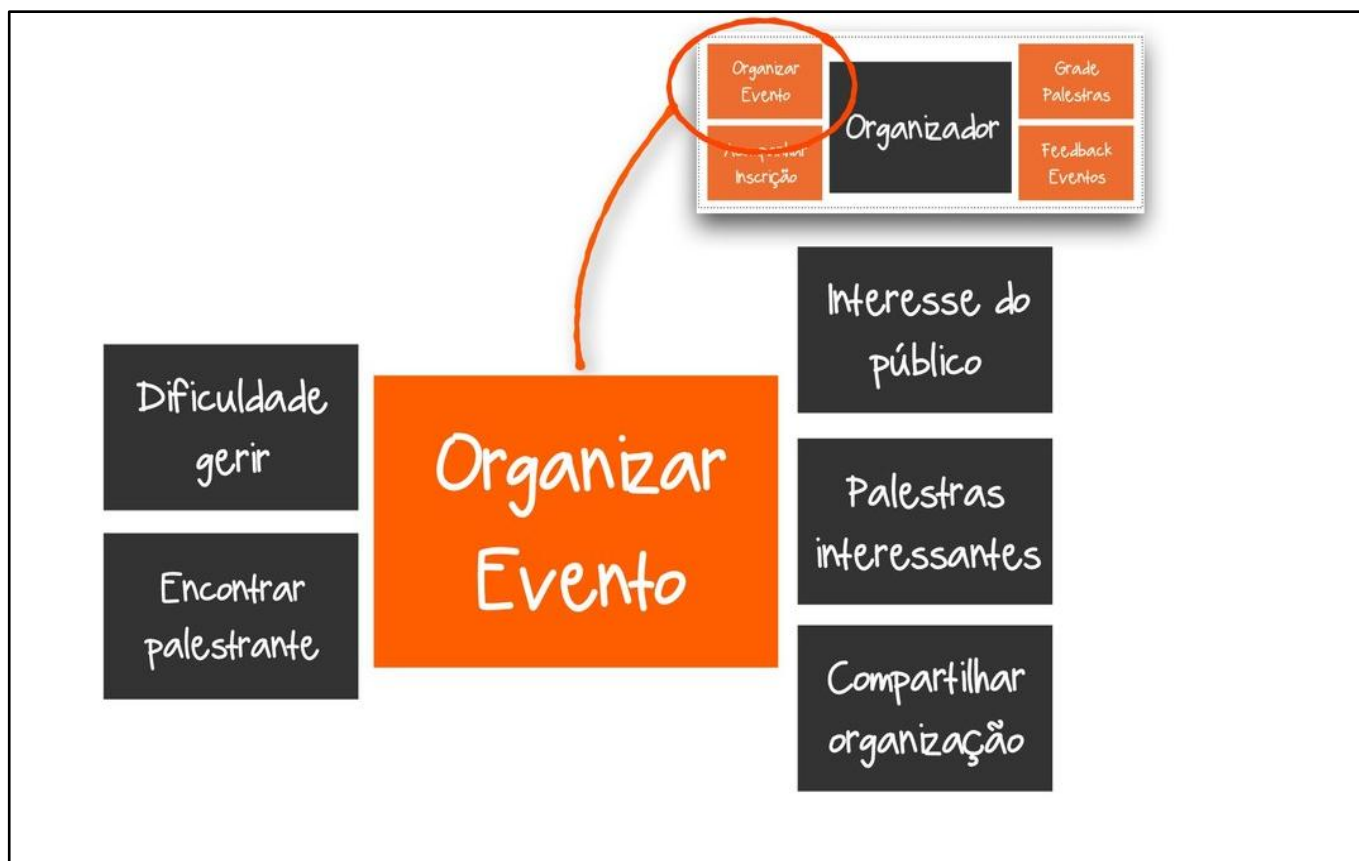 Organizar
Evento
Organizador
Grade
Palestras
Acompanhar
Inscrição
Feedback
Eventos
Interesse do
público
Dificuldade
gerir
Organizar
Evento
Palestras
interessantes
Encontrar
palestrante
Compartilhar
organização